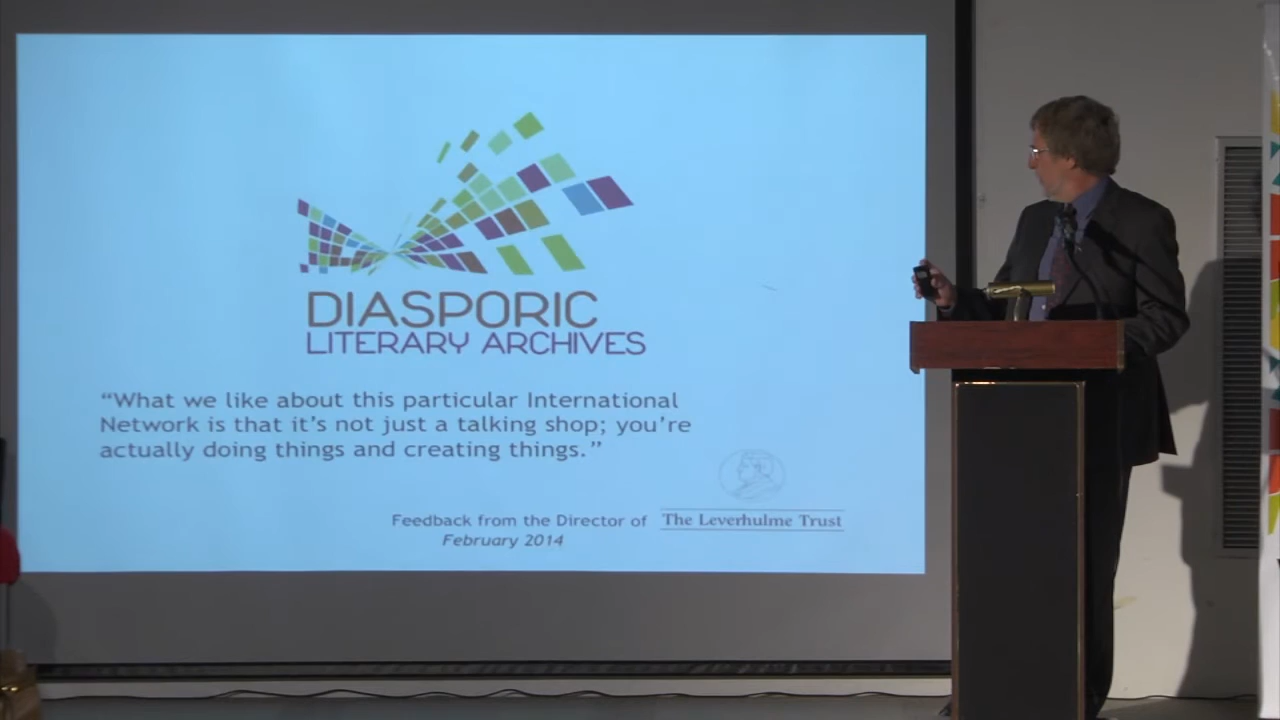 DIASPORIC
LITERARY ARCHIVES
“What we like about this particular International
Network is that it’s not just a talking shop; you’re
actually doing things and creating things.”
Feedback from the Director of The Leverhulme Trust
February 2014